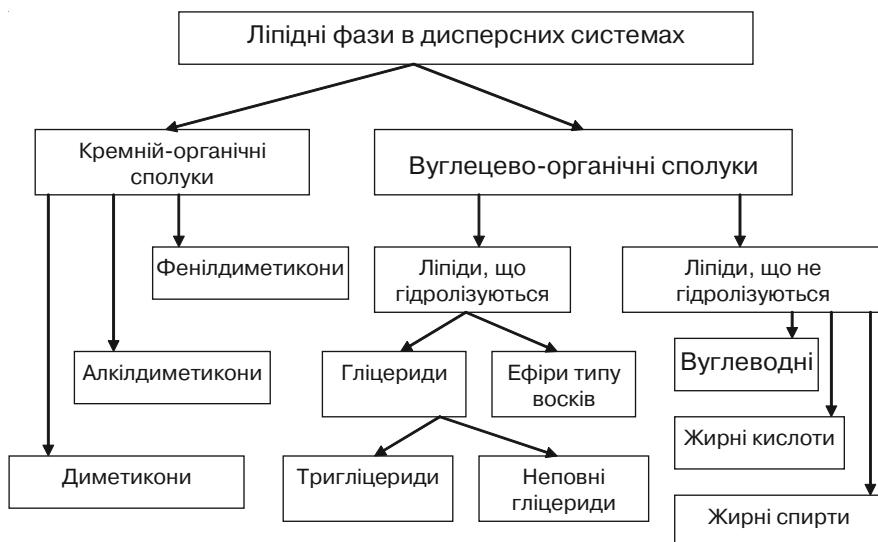 Ліпідні фази в дисперсних системах
Кремній-органічні
сполуки
Вуглецево-органічні сполуки
Фенілдиметикони
Ліпіди, що
гідролізуються
Ліпіди, що не
гідролізуються
Алкілдиметикони
Гліцериди
Ефіри типу
восків
Вуглеводні
Жирні кислоти
Диметикони
Тригліцериди
Неповні
гліцериди
Жирні спирти